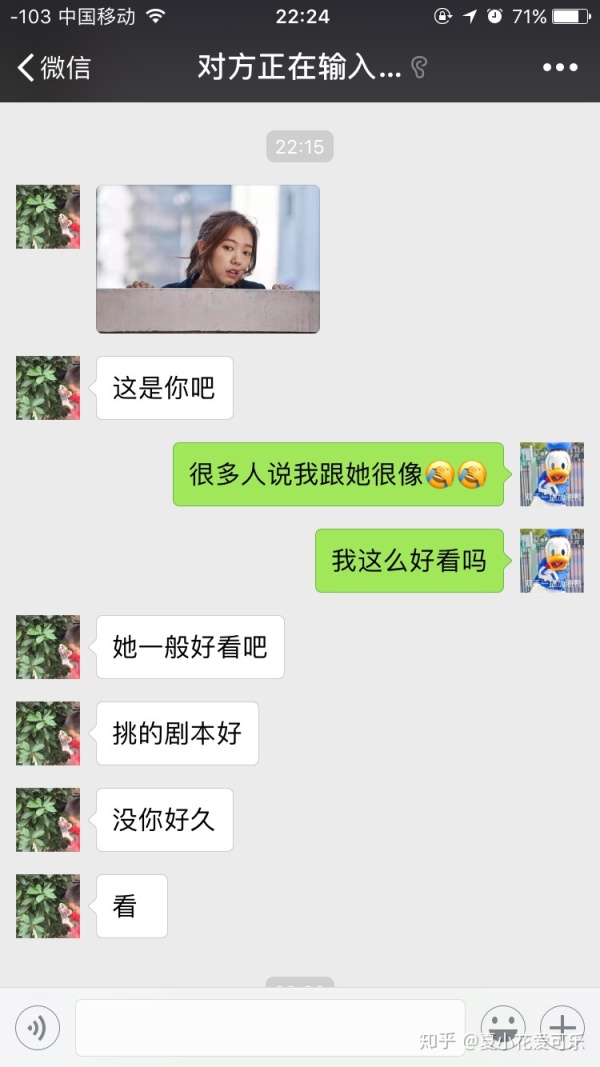 -103 中国移动 22:24 71%
微信 对方正在输入...
22:15
这是你吧
很多人说我跟她很像😂😂
我这么好看吗
她一般好看吧
挑的剧本好
没你好久
看
知乎 @夏小花爱可乐